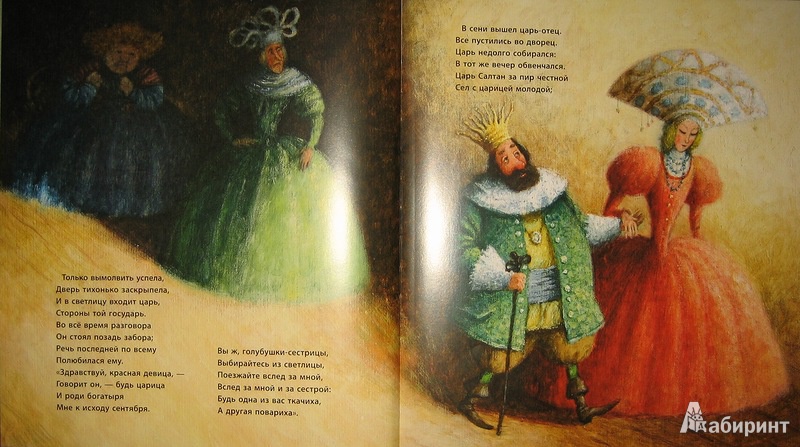 Только вымолвить успела,
Дверь тихонько заскрыпела,
И в светлицу входит царь,
Стороны той государь.
Во всё время разговора
Он стоял позадь забора;
Речь последней по всему
Полюбилася ему.
«Здравствуй, красная девица, —
Говорит он, — будь царица
И роди богатыря
Мне к исходу сентября.
Вы ж, голубушки-сестрицы,
Выбирайтесь из светлицы,
Поезжайте вслед за мной,
Вслед за мной и за сестрой:
Будь одна из вас ткачиха,
А другая повариха».
В сени вышел царь-отец.
Все пустились во дворец.
Царь недолго собирался:
В тот же вечер обвенчался.
Царь Салтан за пир честной
Сел с царицей молодой;
Лабиринт